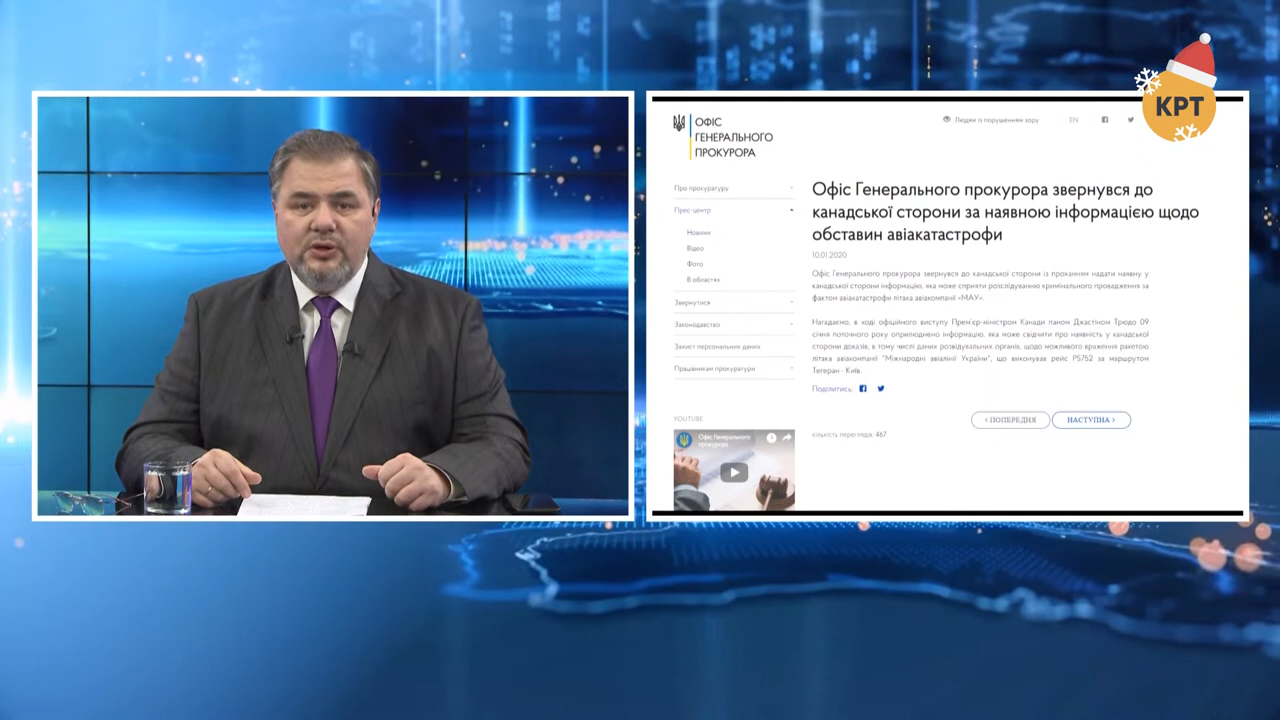 КРТ
ОФІС
ГЕНЕРАЛЬНОГО
ПРОКУРОРА
Людям із порушенням зору
EN
Про прокуратуру
Прес-центр
Новини
Відео
Фото
В областях
Звернутися
Законодавство
Захист персональних даних
Працівникам прокуратури
YOUTUBE
Офіс Генерального
прокурора
Офіс Генерального прокурора звернувся до
канадської сторони за наявною інформацією щодо
обставин авіакатастрофи
10.01.2020
Офіс Генерального прокурора звернувся до канадської сторони із проханням надати наявну у
канадської сторони інформацію, яка може сприяти розслідуванню кримінального провадження за
фактом авіакатастрофи літака авіакомпанії «МАУ».
Нагадаємо, в ході офіційного виступу Прем'єр-міністром Канади паном Джастіном Трюдо 09
січня поточного року оприлюднено інформацію, яка може свідчити про наявність у канадської
сторони доказів, в тому числі даних розвідувальних органів, щодо можливого враження ракетою
літака авіакомпанії "Міжнародні авіалінії України", що виконував рейс PS752 за маршрутом
Тегеран - Київ.
Поділитись:
‹ ПОПЕРЕДНЯ
НАСТУПНА ›
кількість переглядів: 467